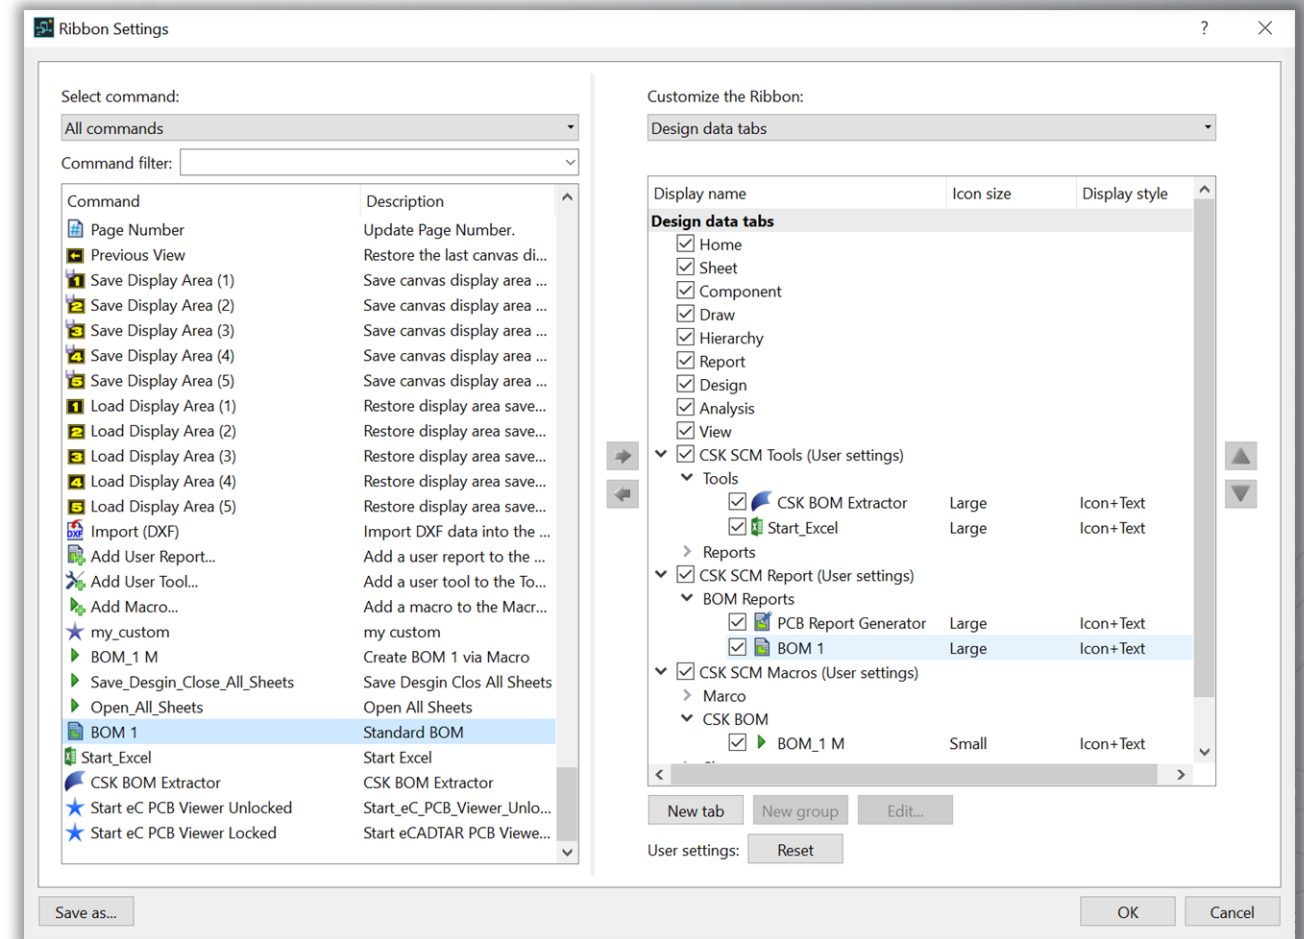 Ribbon Settings
?
Select command:
All commands
Command filter:
Command Description
Page Number Update Page Number.
Previous View Restore the last canvas di...
Save Display Area (1) Save canvas display area ...
Save Display Area (2) Save canvas display area ...
Save Display Area (3) Save canvas display area ...
Save Display Area (4) Save canvas display area ...
Save Display Area (5) Save canvas display area ...
Load Display Area (1) Restore display area save...
Load Display Area (2) Restore display area save...
Load Display Area (3) Restore display area save...
Load Display Area (4) Restore display area save...
Load Display Area (5) Restore display area save...
Import (DXF) Import DXF data into the ...
Add User Report... Add a user report to the ...
Add User Tool... Add a user tool to the To...
Add Macro... Add a macro to the Macr...
my_custom my custom
BOM_1 M Create BOM 1 via Macro
Save_Desgin_Close_All_Sheets Save Desgin Clos All Sheets
Open_All_Sheets Open All Sheets
BOM 1 Standard BOM
Start_Excel Start Excel
CSK BOM Extractor CSK BOM Extractor
Start eC PCB Viewer Unlocked Start_eC_PCB_Viewer_Unlo...
Start eC PCB Viewer Locked Start eCADTAR PCB Viewe...
Customize the Ribbon:
Design data tabs
Display name Icon size Display style
Design data tabs
Home
Sheet
Component
Draw
Hierarchy
Report
Design
Analysis
View
CSK SCM Tools (User settings)
Tools
CSK BOM Extractor Large Icon+Text
Start_Excel Large Icon+Text
Reports
CSK SCM Report (User settings)
BOM Reports
PCB Report Generator Large Icon+Text
BOM 1 Large Icon+Text
CSK SCM Macros (User settings)
Marco
CSK BOM
BOM_1 M Small Icon+Text
New tab New group Edit...
User settings: Reset
Save as... OK Cancel